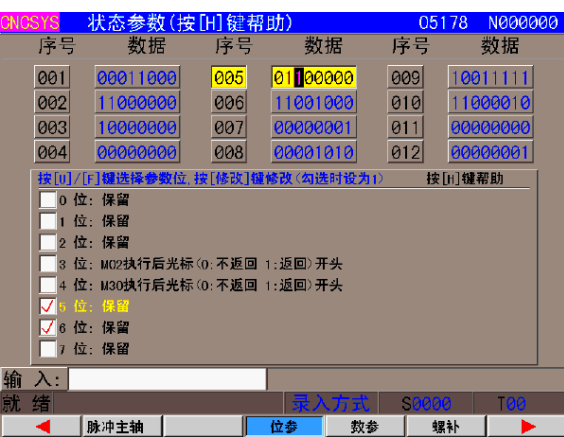 CNCSYS 状态参数(按[H]键帮助) O5178 N000000
序号 数据 序号 数据 序号 数据
001 00011000 005 01100000 009 10011111
002 11000000 006 11001000 010 11000010
003 10000000 007 00000001 011 00000000
004 00000000 008 00001010 012 00000001
按[U]/[F]键选择参数位,按[修改]键修改(勾选时设为1) 按[H]键帮助
0 位: 保留
1 位: 保留
2 位: 保留
3 位: M02执行后光标(0:不返回 1:返回)开头
4 位: M30执行后光标(0:不返回 1:返回)开头
5 位: 保留
6 位: 保留
7 位: 保留
输 入:
就 绪 录入方式 S0000 T00
脉冲主轴 位参 数参 螺补